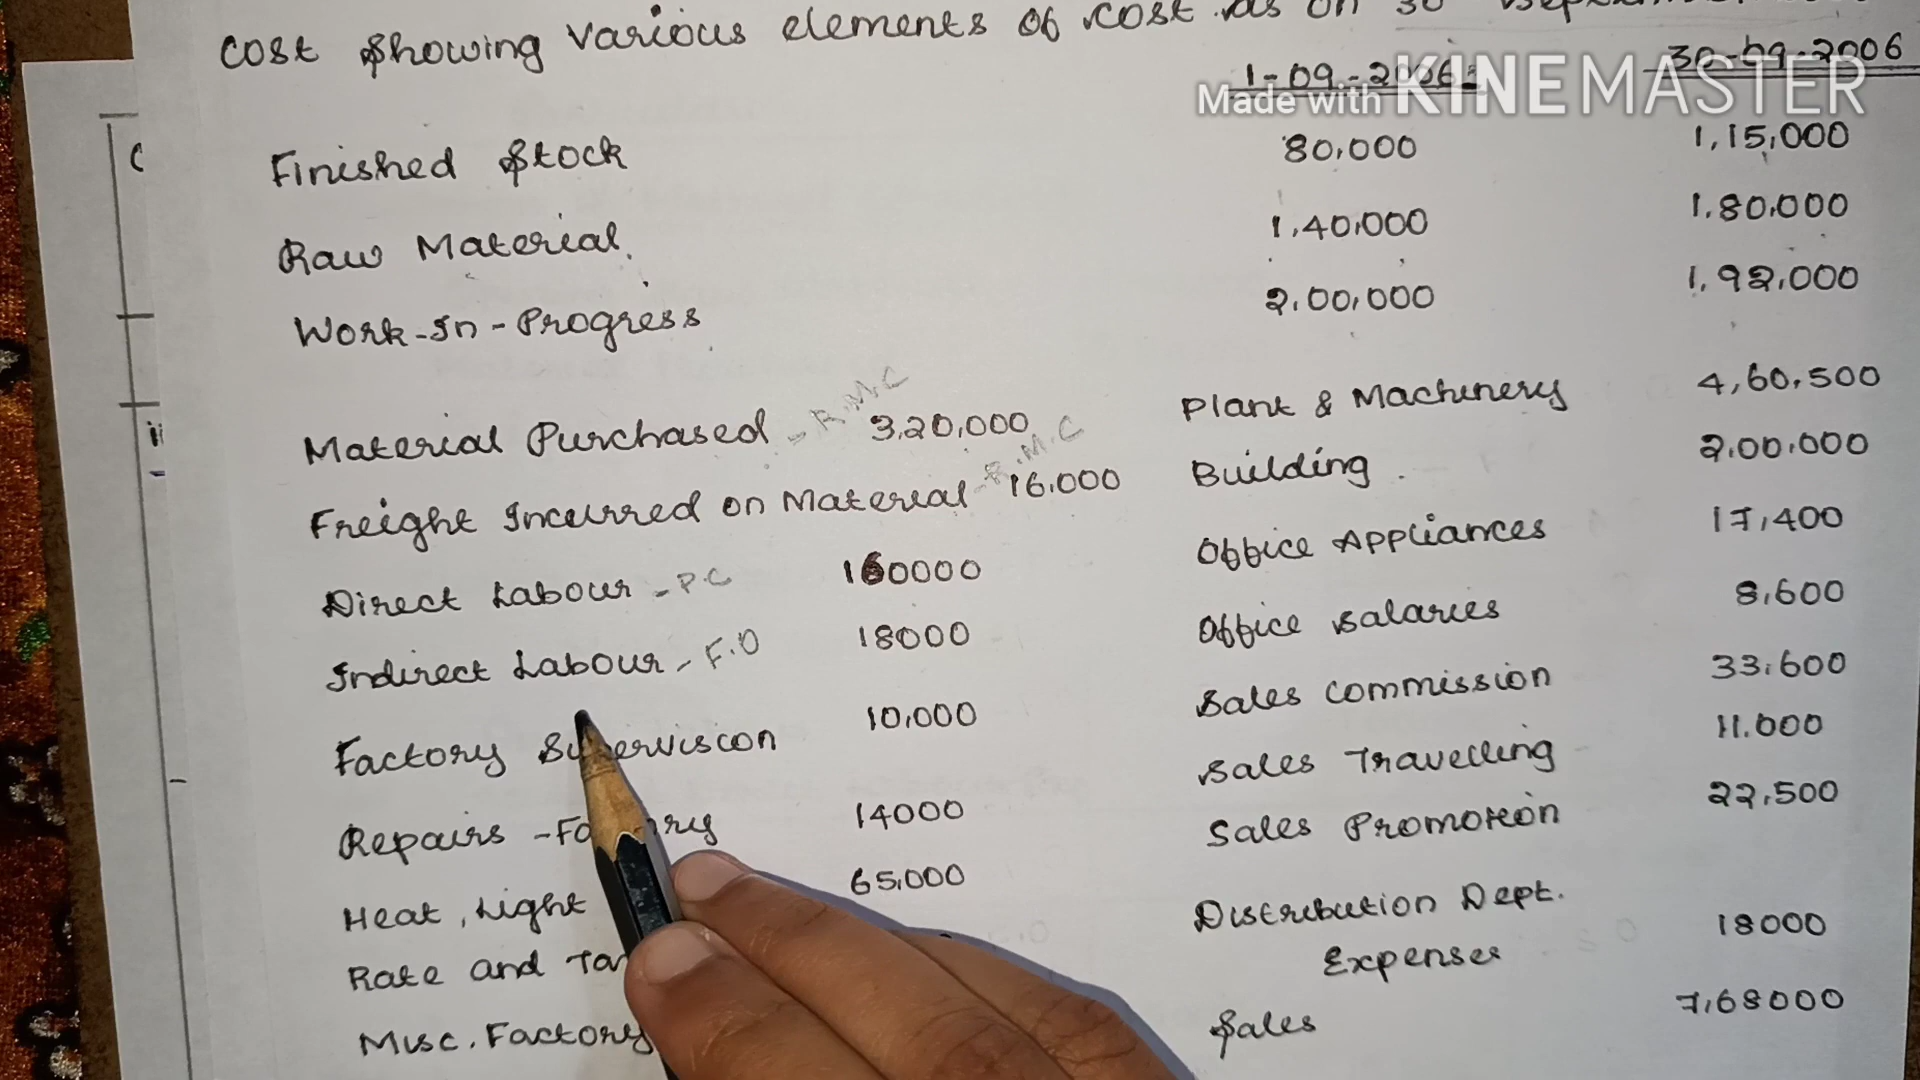 cost showing various elements of cost as on 30
1-09-2006 30-09-2006
Made with KINEMASTER
Finished Stock 80,000 1,15,000
Raw Material 1,40,000 1,80,000
Work-In-Progress 2,00,000 1,92,000
Material Purchased - R.M.C 3,20,000
Freight Incurred on Material - R.M.C 16,000
Direct Labour - P.C 160000
Indirect Labour - F.O 18000
Factory Supervision 10,000
Repairs - Factory 14000
Heat, Light 65,000
Rate and
Misc. Factory
Plant & Machinery 4,60,500
Building 2,00,000
Office Appliances 17,400
Office Salaries 8,600
Sales Commission 33,600
Sales Travelling 11,000
Sales Promotion 22,500
Distribution Dept.
Expenses 18000
Sales 7,68000